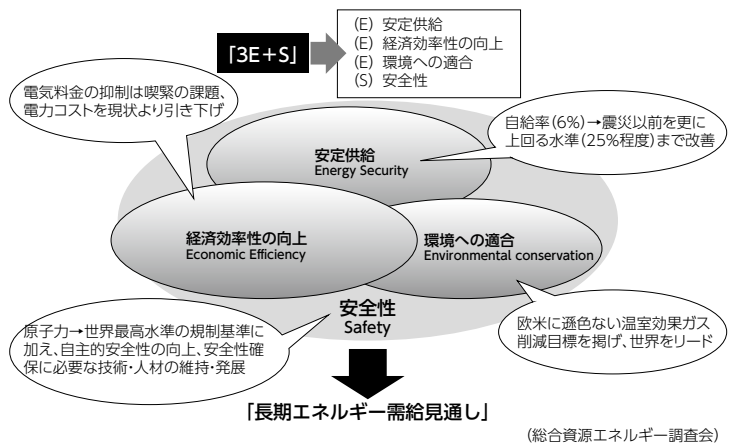 「3E+S」
(E) 安定供給
(E) 経済効率性の向上
(E) 環境への適合
(S) 安全性
電気料金の抑制は喫緊の課題、
電力コストを現状より引き下げ
自給率(6%)→震災以前を更に
上回る水準(25%程度)まで改善
安定供給
Energy Security
経済効率性の向上
Economic Efficiency
環境への適合
Environmental conservation
安全性
Safety
原子力→世界最高水準の規制基準に
加え、自主的安全性の向上、安全性確
保に必要な技術・人材の維持・発展
欧米に遜色ない温室効果ガス
削減目標を掲げ、世界をリード
「長期エネルギー需給見通し」
(総合資源エネルギー調査会)